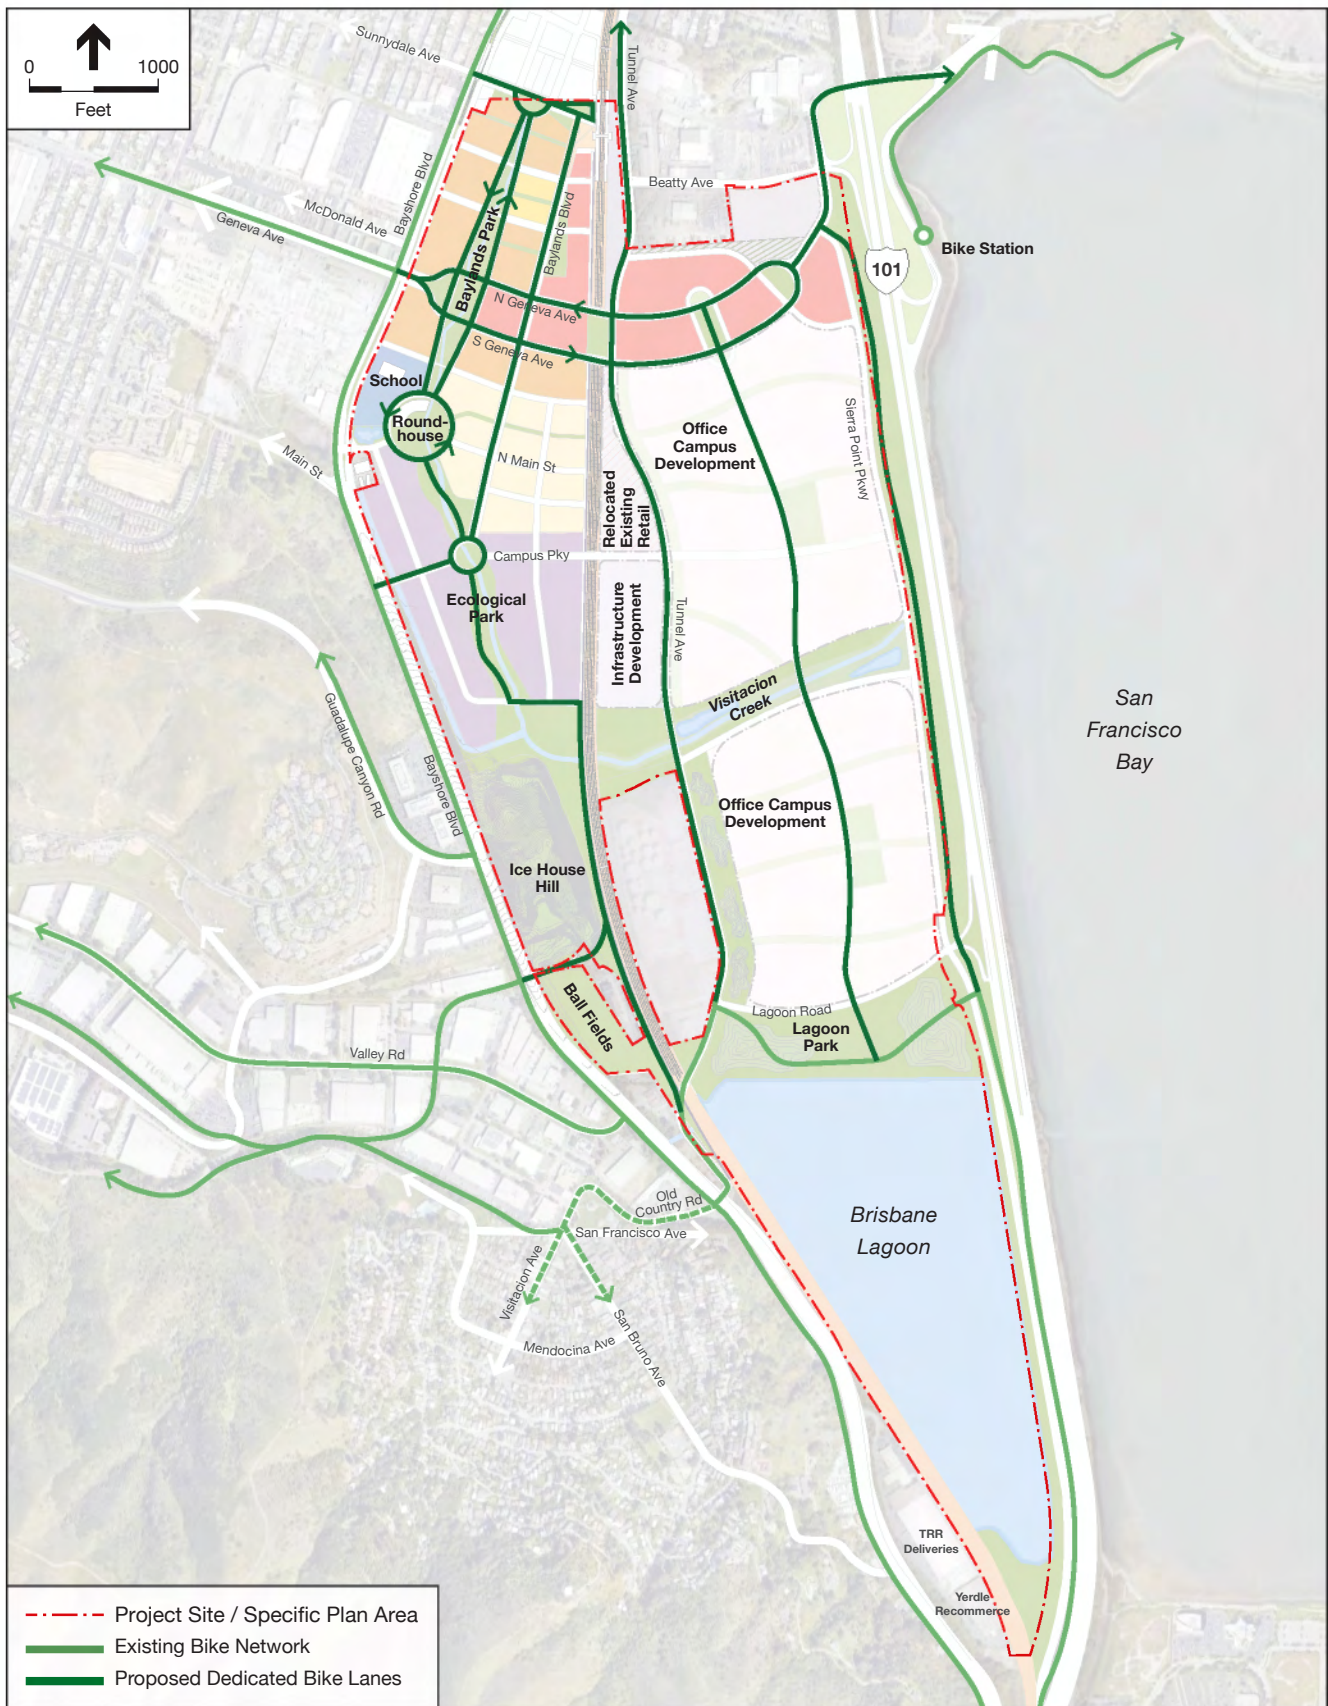 0
1000
Feet
Sunnydale Ave
Tunnel Ave
Bayshore Blvd
Beatty Ave
McDonald Ave
Geneva Ave
Baylands Park
Baylands Blvd
Bike Station
101
N Geneva Ave
S Geneva Ave
School
Round-
house
Main St
N Main St
Office
Campus
Development
Sierra Point Pkwy
Relocated
Existing
Retail
Campus Pky
Ecological
Park
Infrastructure
Development
Tunnel Ave
Visitacion
Creek
San
Francisco
Bay
Guadalupe Canyon Rd
Bayshore Blvd
Office Campus
Development
Ice House
Hill
Ball Fields
Lagoon Road
Lagoon
Park
Valley Rd
Old
Country Rd
San Francisco Ave
Brisbane
Lagoon
Visitacion Ave
Mendocina Ave
San Bruno Ave
TRR
Deliveries
Yerdle
Recommerce
Project Site / Specific Plan Area
Existing Bike Network
Proposed Dedicated Bike Lanes